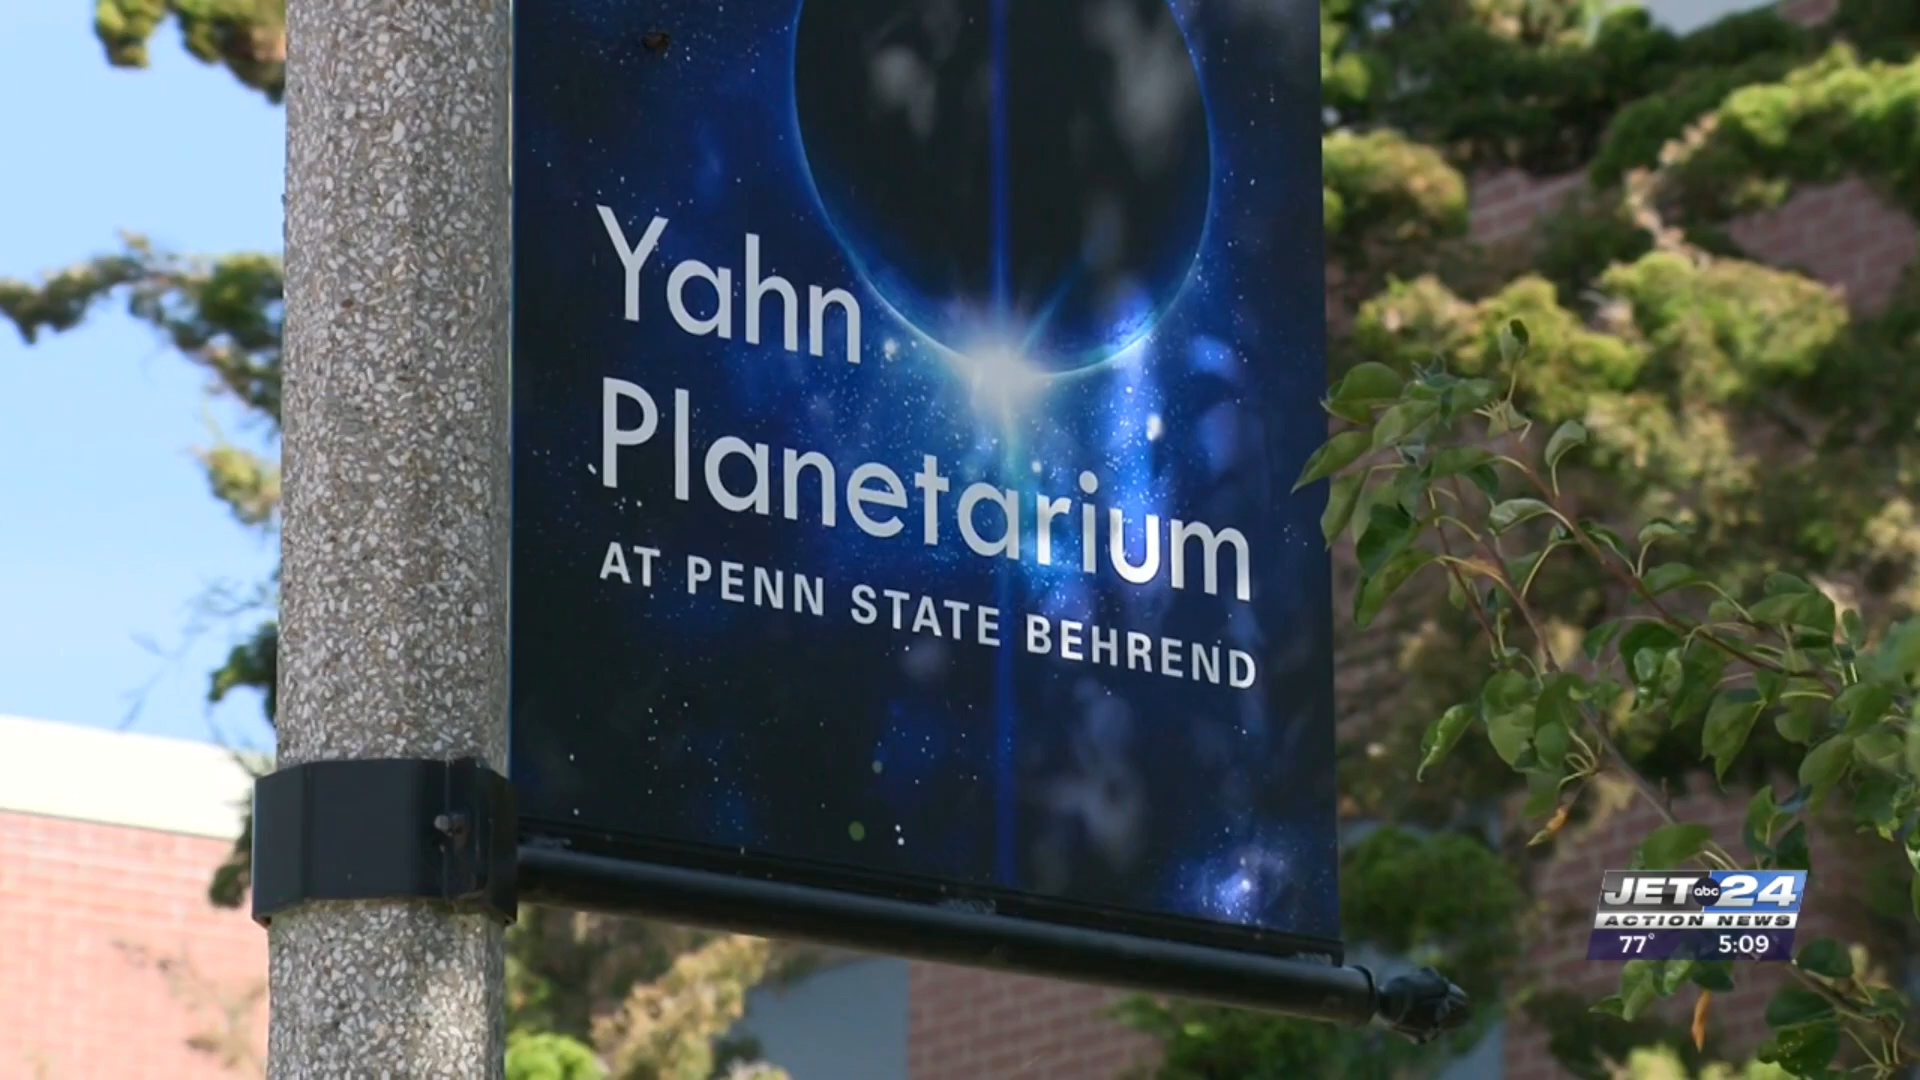 Yahn
Planetarium
AT PENN STATE BEHREND
JET abc 24
ACTION NEWS
77° 5:09